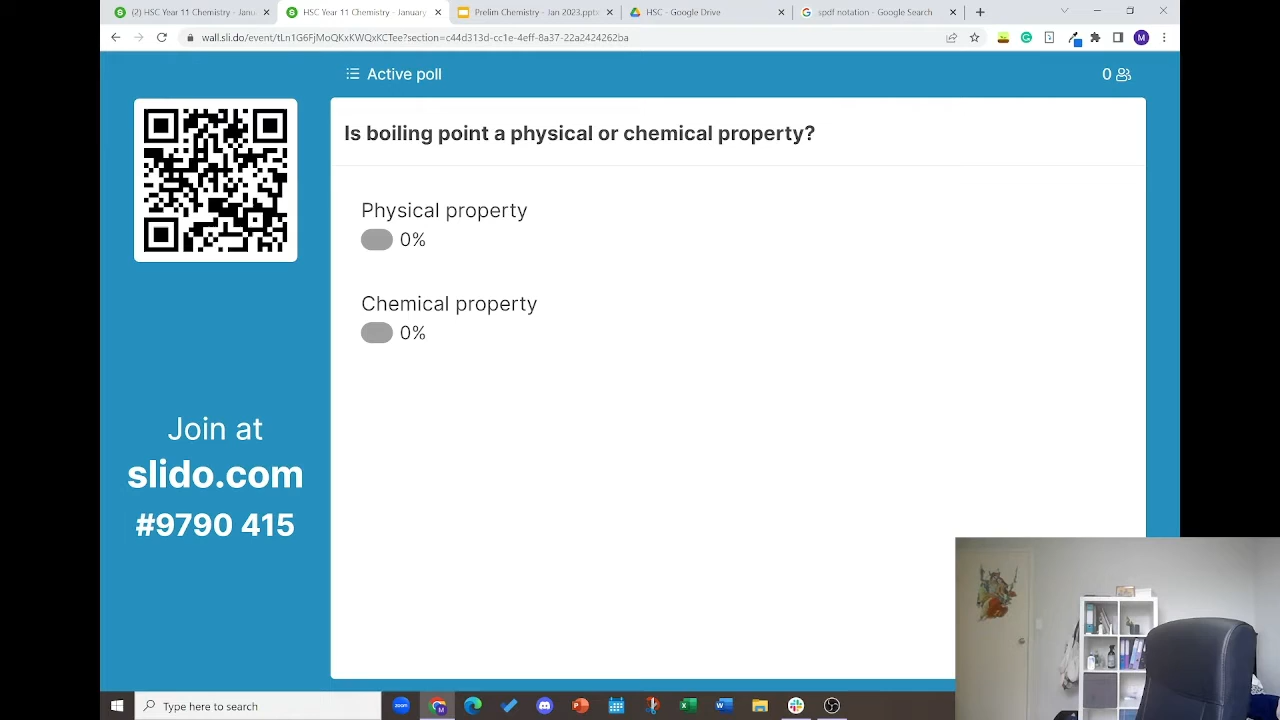 (2) HSC Year 11 Chemistry - Janu
HSC Year 11 Chemistry - January
Prelim Chemistry - Jan 2023.pptx
HSC - Google Drive
spdf notation - Google Search
wall.sli.do/event/tLn1G6FjMoQKxKWQxKCTee?section=c44d313d-cc1e-4eff-8a37-22a2424262ba
M
Active poll
0
Is boiling point a physical or chemical property?
Physical property
0%
Chemical property
0%
Join at
slido.com
#9790 415
Type here to search
zoom